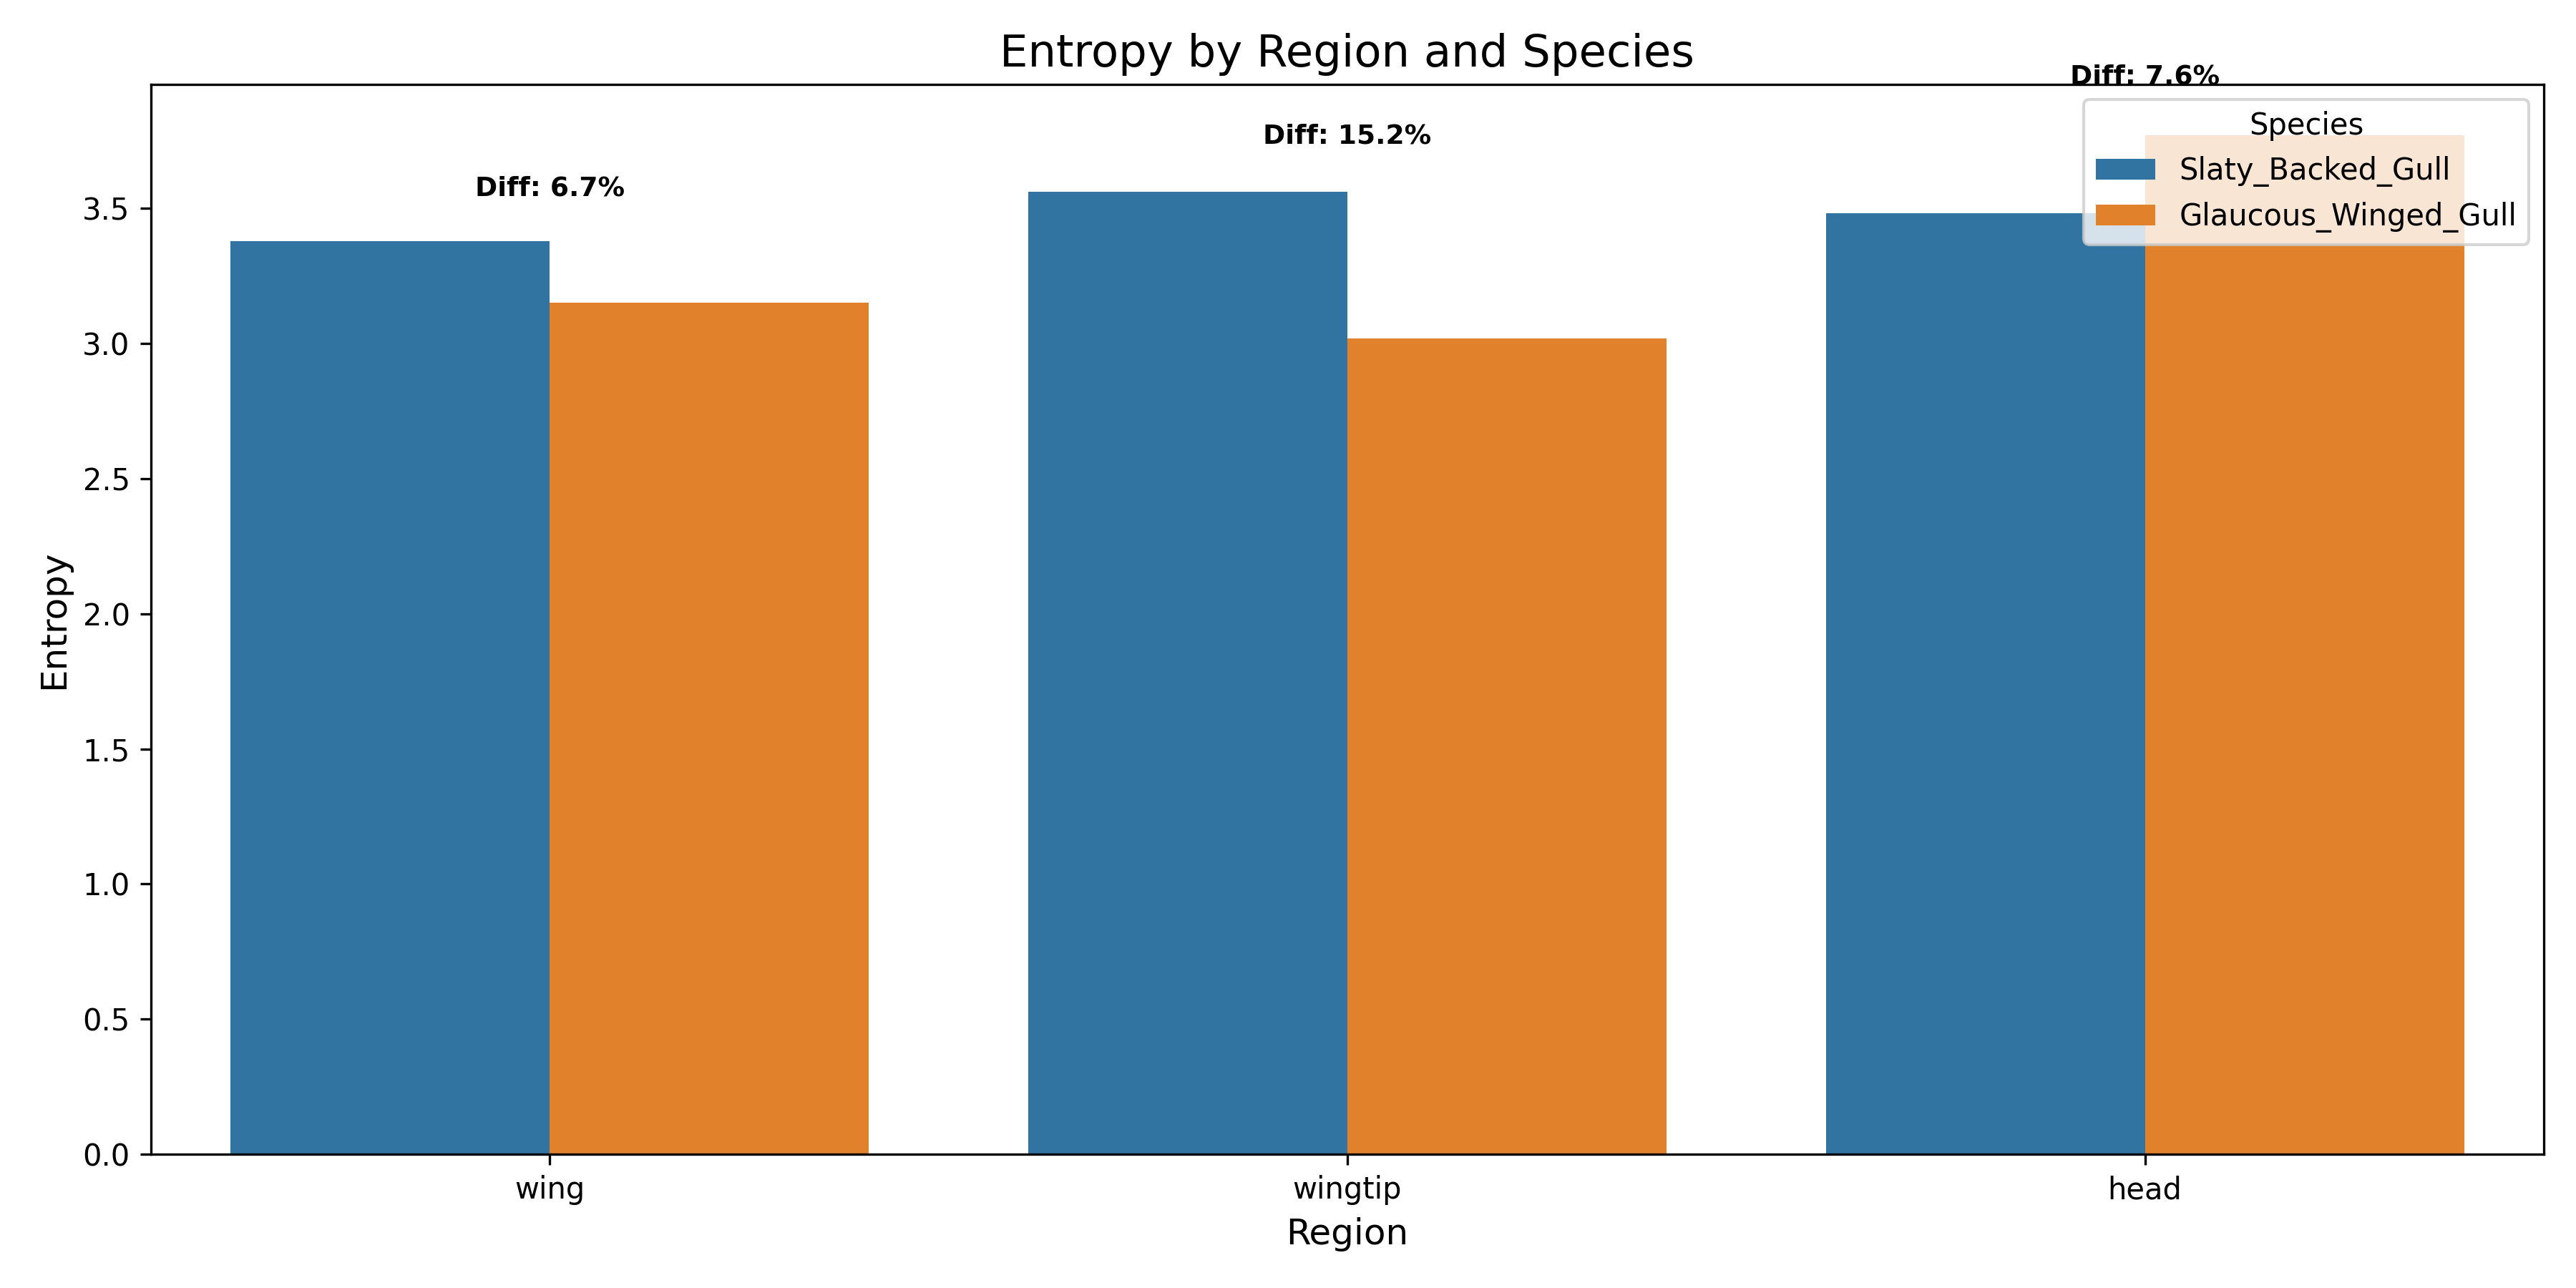 Entropy by Region and Species
Diff: 6.7%
Diff: 15.2%
Diff: 7.6%
Species
Slaty_Backed_Gull
Glaucous_Winged_Gull
Entropy
3.5
3.0
2.5
2.0
1.5
1.0
0.5
0.0
wing
wingtip
head
Region